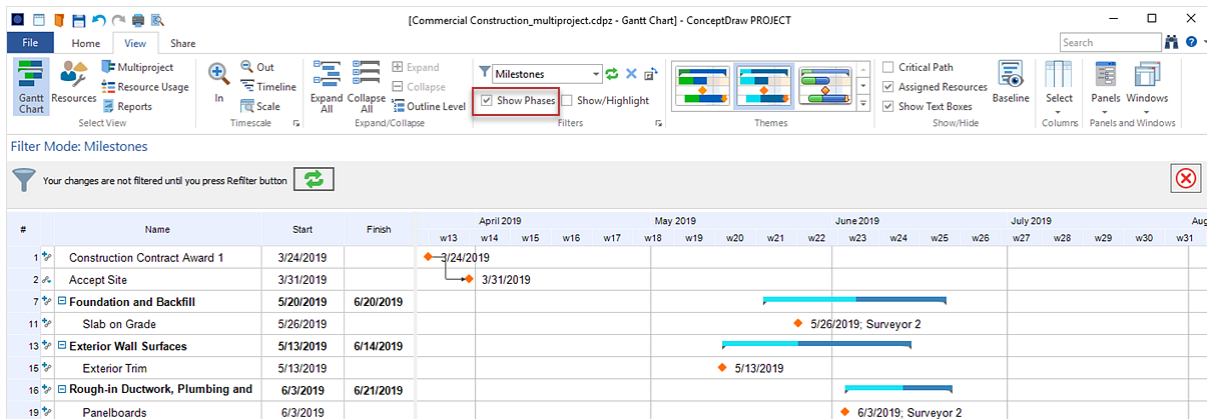 [Commercial Construction_multiproject.cdpz - Gantt Chart] - ConceptDraw PROJECT
File Home View Share Search
Gantt Chart
Resources
Multiproject
Resource Usage
Reports
Select View
In
Out
Timeline
Scale
Timescale
Expand All
Collapse All
Expand
Collapse
Outline Level
Expand/Collapse
Milestones
Show Phases Show/Highlight
Filters
Themes
Critical Path
Assigned Resources
Show Text Boxes
Baseline
Show/Hide
Select
Columns
Panels Windows
Panels and Windows
Filter Mode: Milestones
Your changes are not filtered until you press Refilter button
# Name Start Finish
April 2019 May 2019 June 2019 July 2019 Aug
w13 w14 w15 w16 w17 w18 w19 w20 w21 w22 w23 w24 w25 w26 w27 w28 w29 w30 w31
1 Construction Contract Award 1 3/24/2019 3/24/2019
2 Accept Site 3/31/2019 3/31/2019
7 Foundation and Backfill 5/20/2019 6/20/2019
11 Slab on Grade 5/26/2019 5/26/2019; Surveyor 2
13 Exterior Wall Surfaces 5/13/2019 6/14/2019
15 Exterior Trim 5/13/2019 5/13/2019
16 Rough-in Ductwork, Plumbing and 6/3/2019 6/21/2019
19 Panelboards 6/3/2019 6/3/2019; Surveyor 2